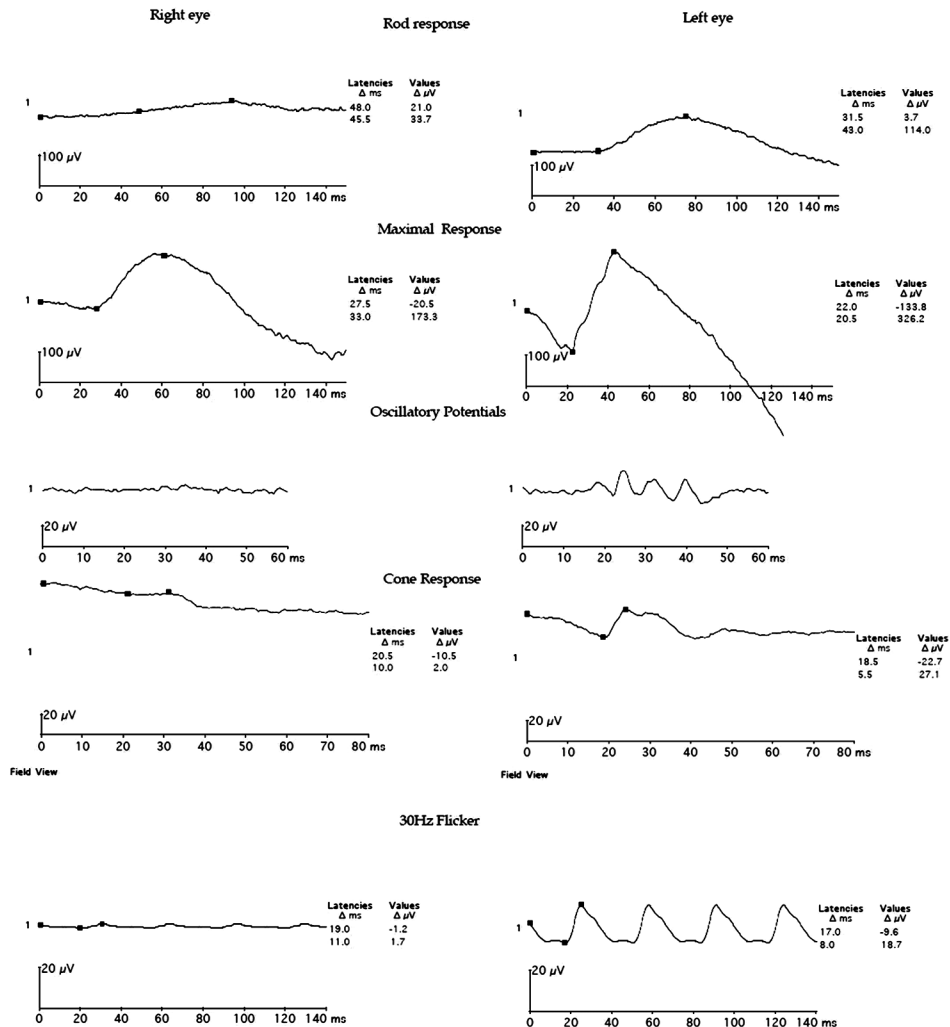 Right eye
Rod response
Left eye
Latencies Values
Δ ms Δ µV
48.0 21.0
45.5 33.7
1
100 µV
0 20 40 60 80 100 120 140 ms
Latencies Values
Δ ms Δ µV
31.5 3.7
43.0 114.0
1
100 µV
0 20 40 60 80 100 120 140 ms
Maximal Response
Latencies Values
Δ ms Δ µV
27.5 -20.5
33.0 173.3
1
100 µV
0 20 40 60 80 100 120 140 ms
Latencies Values
Δ ms Δ µV
22.0 -133.8
20.5 326.2
1
100 µV
0 20 40 60 80 100 120 140 ms
Oscillatory Potentials
1
20 µV
0 10 20 30 40 50 60 ms
1
20 µV
0 10 20 30 40 50 60 ms
Cone Response
Latencies Values
Δ ms Δ µV
20.5 -10.5
10.0 2.0
1
20 µV
0 10 20 30 40 50 60 70 80 ms
Field View
Latencies Values
Δ ms Δ µV
18.5 -22.7
5.5 27.1
1
20 µV
0 10 20 30 40 50 60 70 80 ms
Field View
30Hz Flicker
Latencies Values
Δ ms Δ µV
19.0 -1.2
11.0 1.7
1
20 µV
0 20 40 60 80 100 120 140 ms
Latencies Values
Δ ms Δ µV
17.0 -9.6
8.0 18.7
1
20 µV
0 20 40 60 80 100 120 140 ms